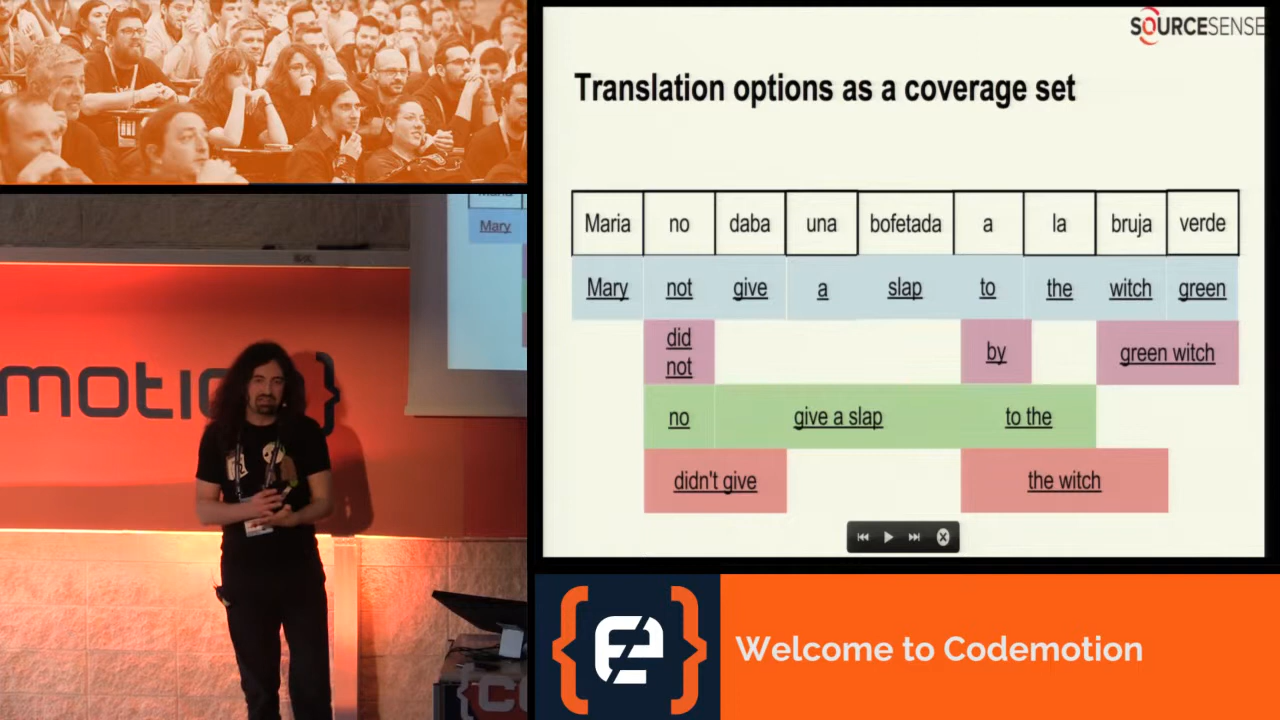 SOURCESENSE
Translation options as a coverage set
Maria no daba una bofetada a la bruja verde
Mary not give a slap to the witch green
did
not
by
green witch
no
give a slap
to the
didn't give
the witch
Mary
motio }
{ co
Welcome to Codemotion